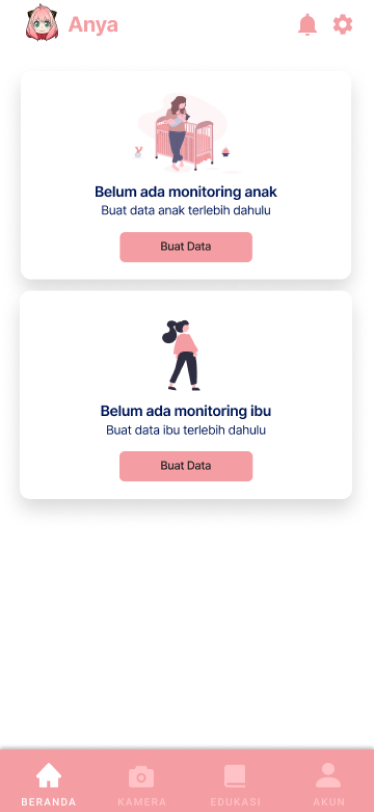 Anya
Belum ada monitoring anak
Buat data anak terlebih dahulu
Buat Data
Belum ada monitoring ibu
Buat data ibu terlebih dahulu
Buat Data
BERANDA
KAMERA
EDUKASI
AKUN